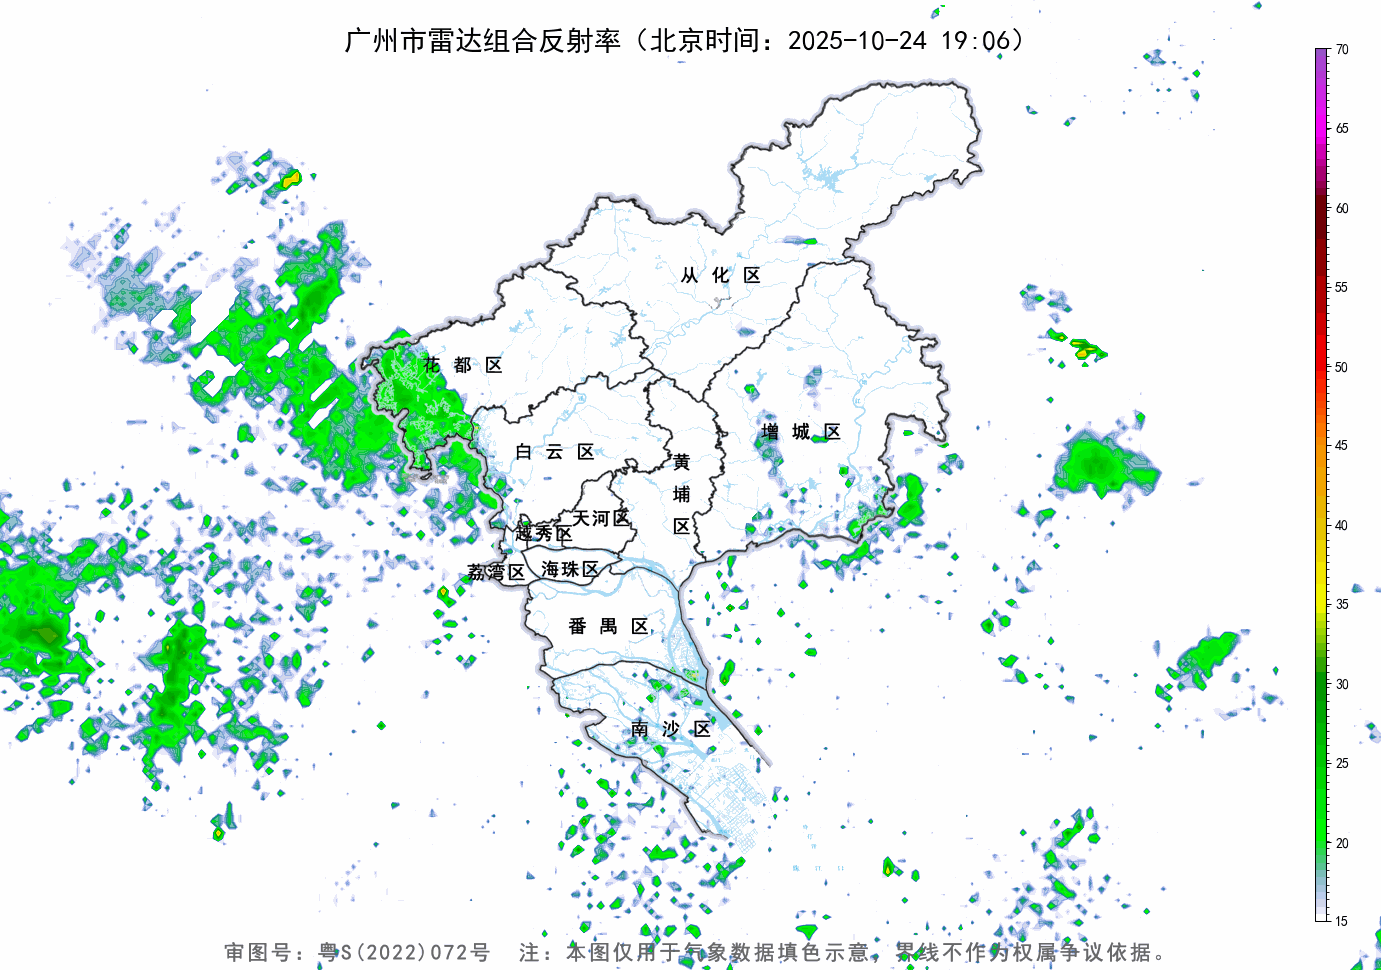 广州市雷达组合反射率（北京时间：2025-10-24 19:06）
70
65
60
55
50
45
40
35
30
25
20
15
从化区
花都区
增城区
白云区
黄埔区
天河区
越秀区
荔湾区
海珠区
番禺区
南沙区
审图号：粤S(2022)072号 注：本图仅用于气象数据填色示意，界线不作为权属争议依据。